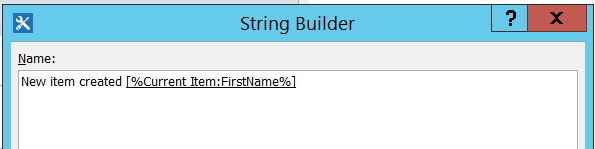 String Builder
?
X
Name:
New item created [%Current Item:FirstName%]